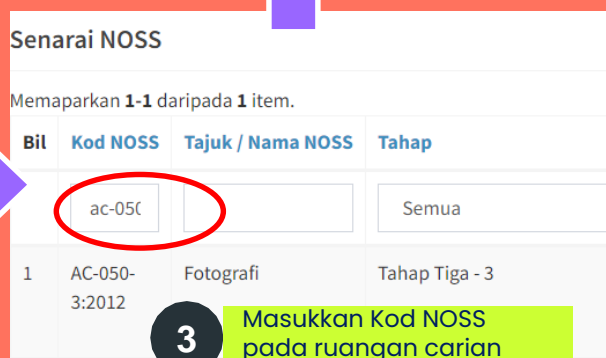 Senarai NOSS
Memaparkan 1-1 daripada 1 item.
Bil Kod NOSS Tajuk / Nama NOSS Tahap
ac-050 Semua
1 AC-050- Fotografi Tahap Tiga - 3
3:2012
3 Masukkan Kod NOSS
pada ruangan carian